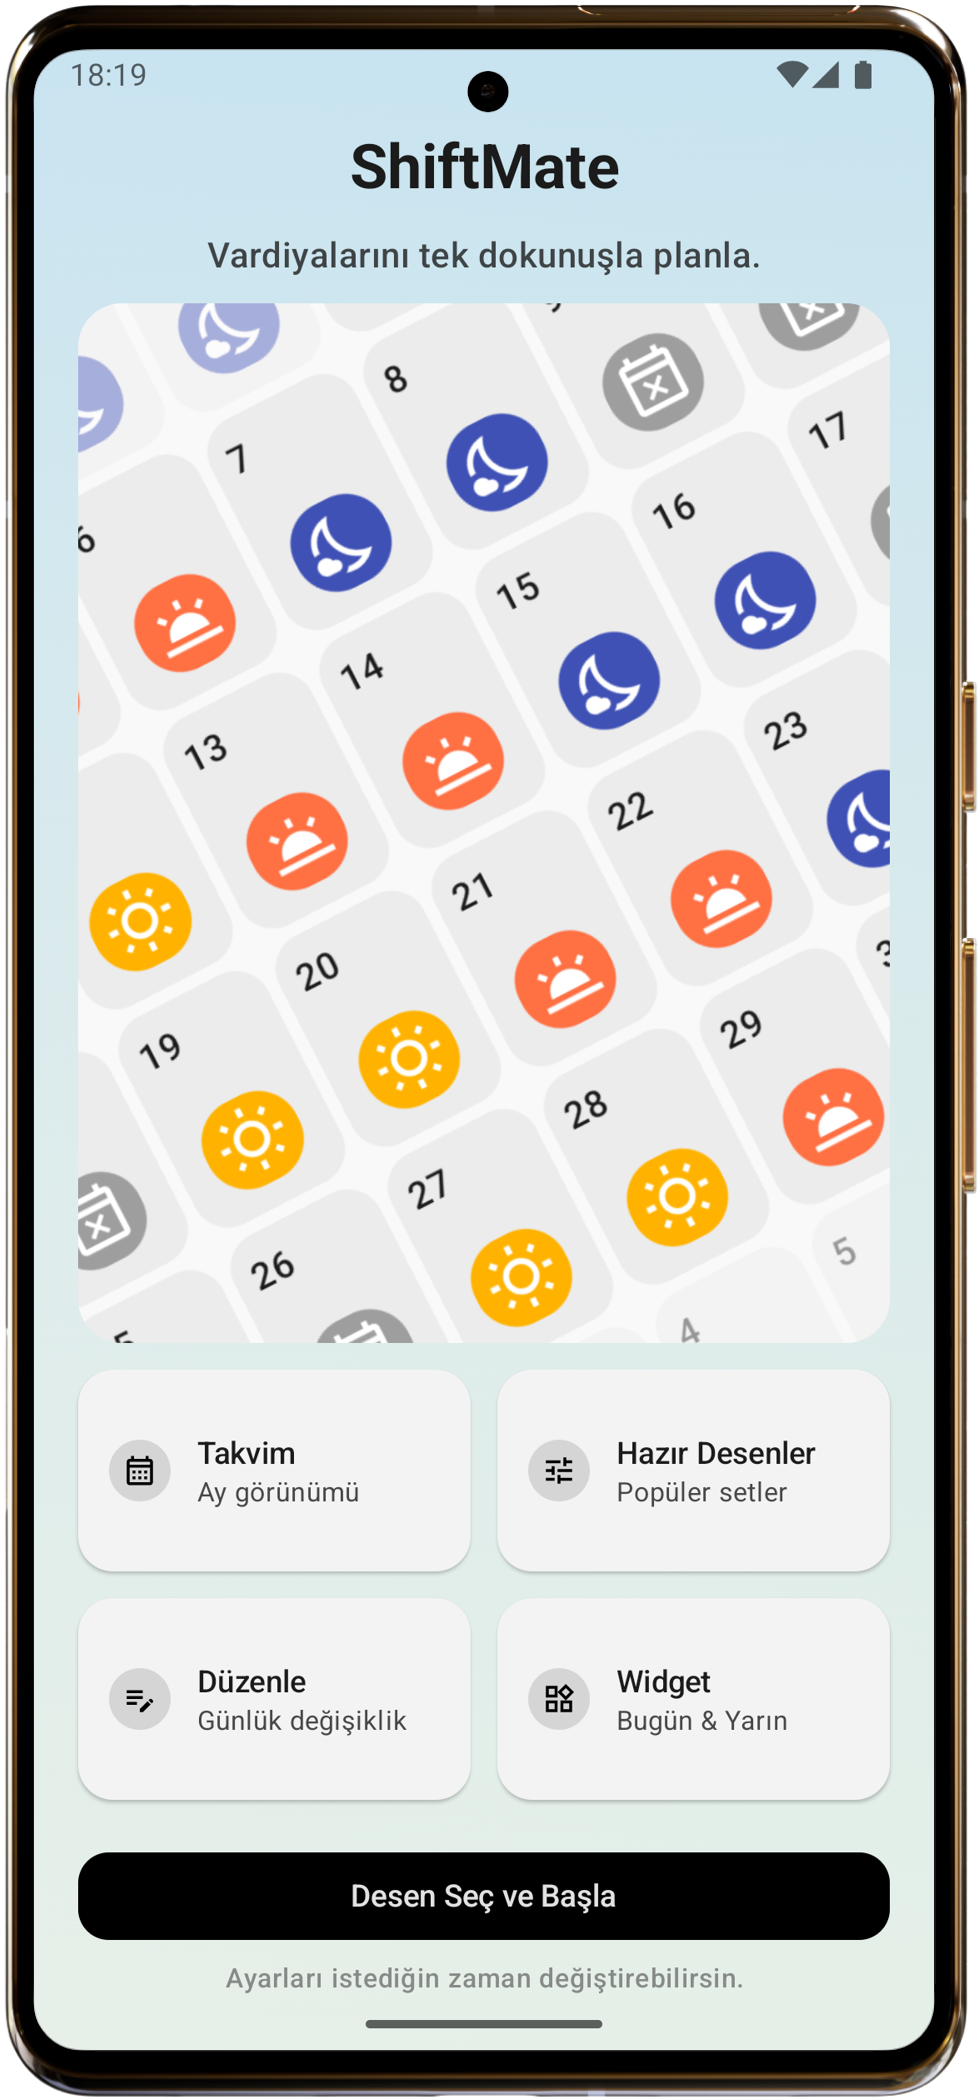 18:19
ShiftMate
Vardiyalarını tek dokunuşla planla.
8
7
17
16
6
15
14
23
13
22
21
20
29
19
28
27
5
26
4
Takvim
Ay görünümü
Hazır Desenler
Popüler setler
Düzenle
Günlük değişiklik
Widget
Bugün & Yarın
Desen Seç ve Başla
Ayarları istediğin zaman değiştirebilirsin.